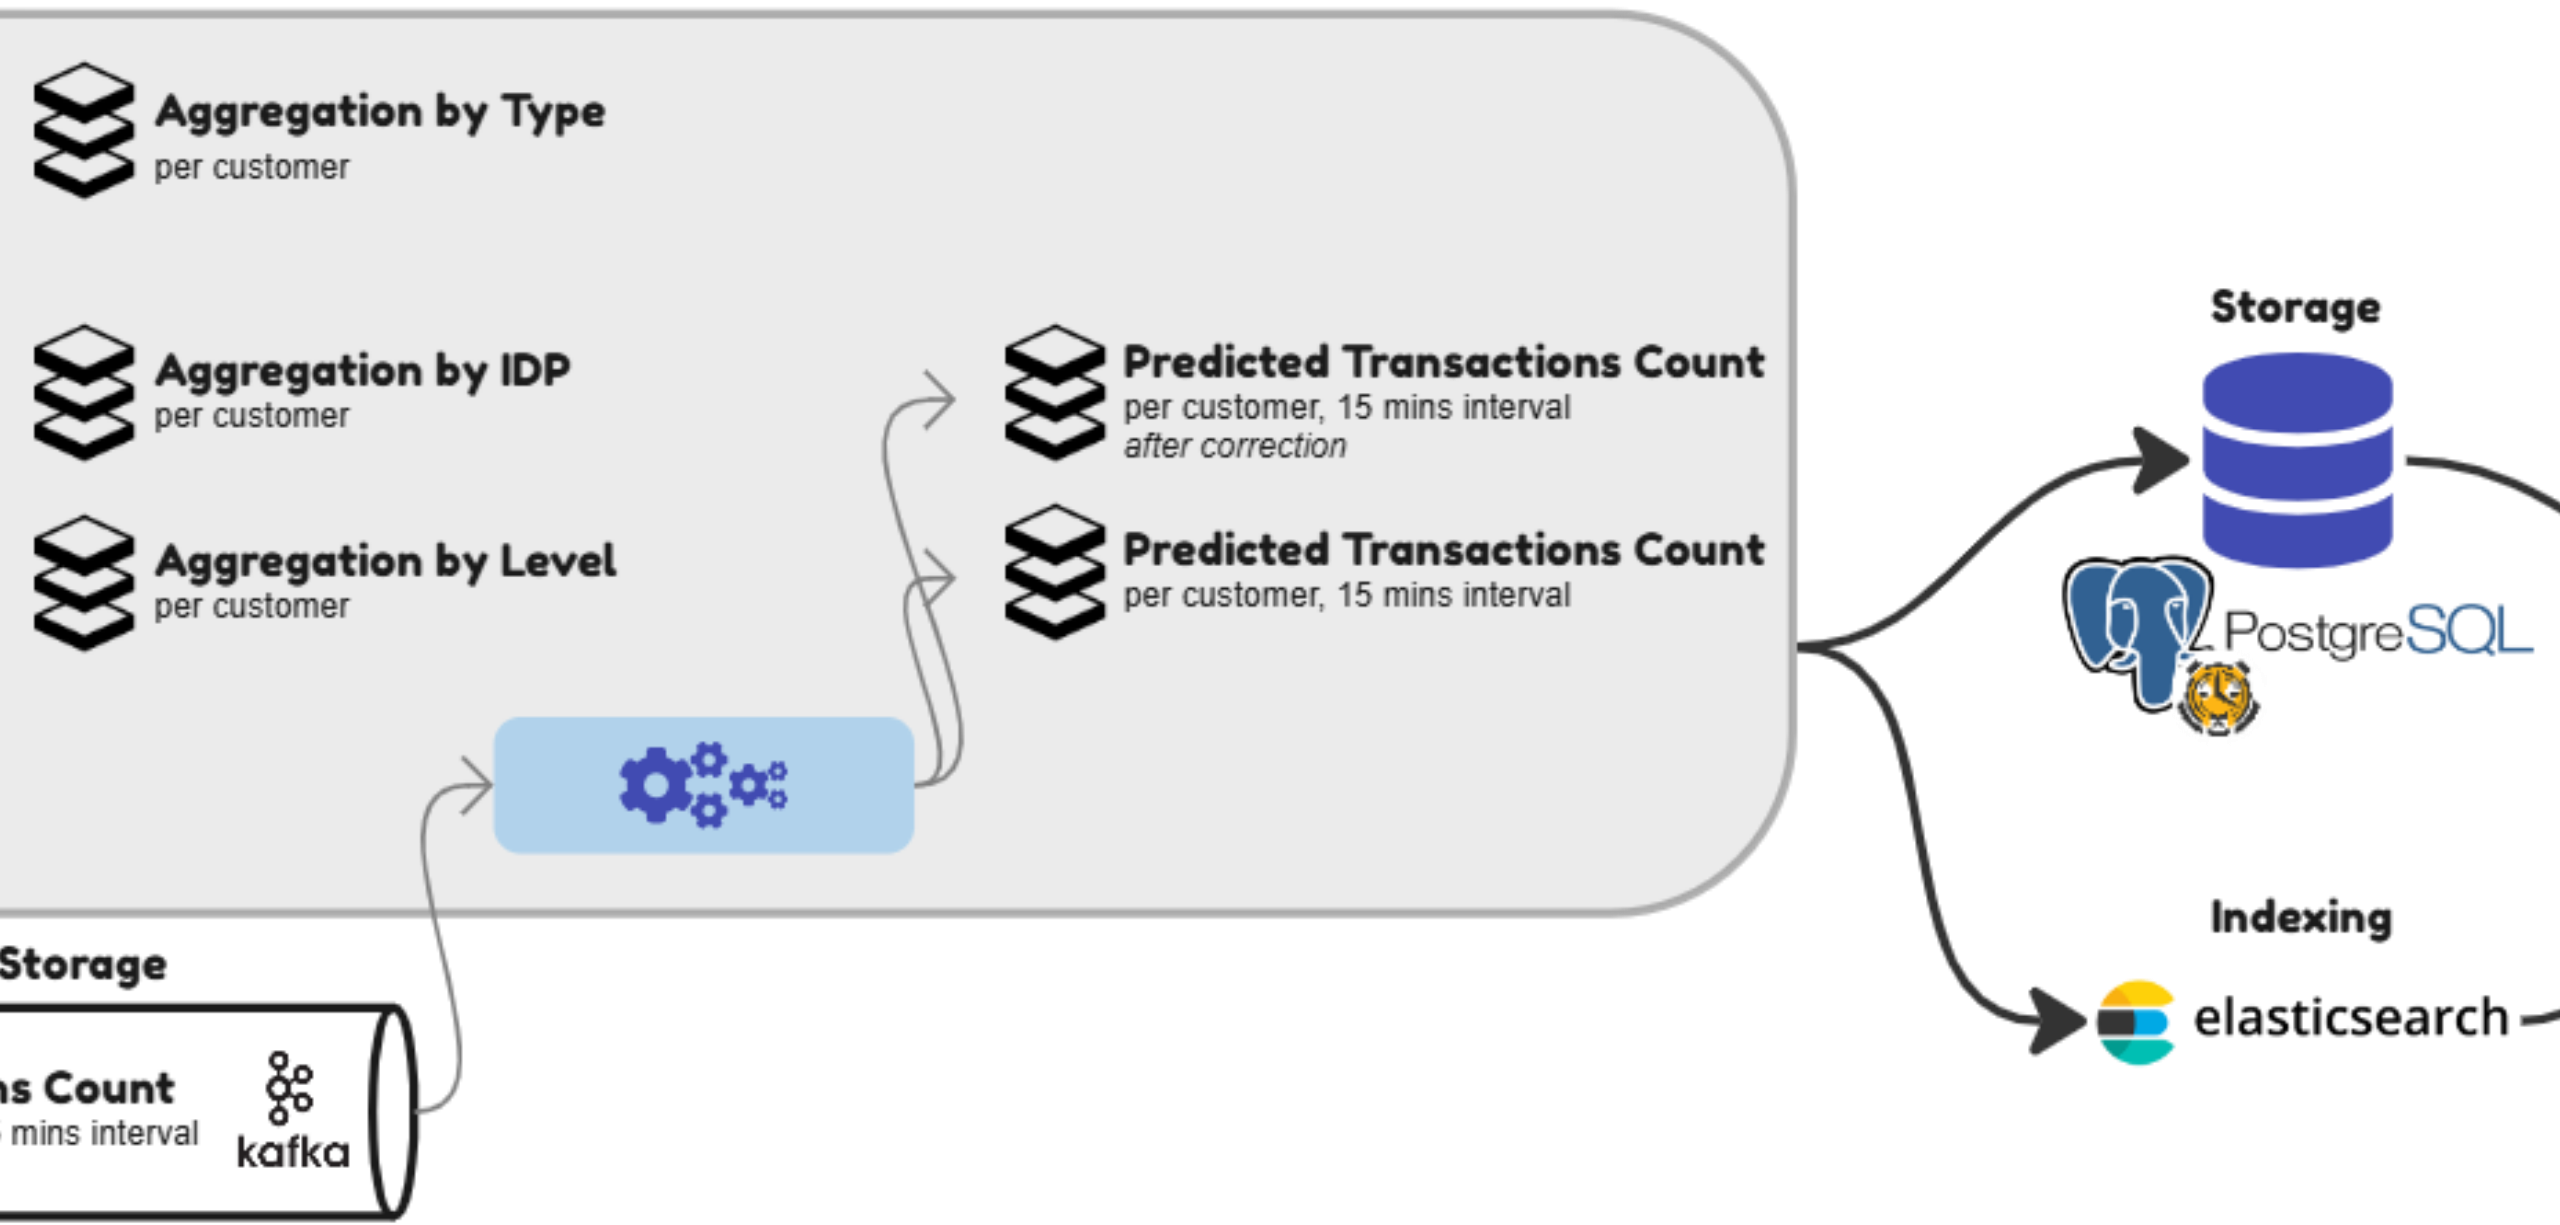 Aggregation by Type
per customer
Aggregation by IDP
per customer
Aggregation by Level
per customer
Predicted Transactions Count
per customer, 15 mins interval
after correction
Predicted Transactions Count
per customer, 15 mins interval
Storage
PostgreSQL
Indexing
elasticsearch
Storage
Count
mins interval
kafka